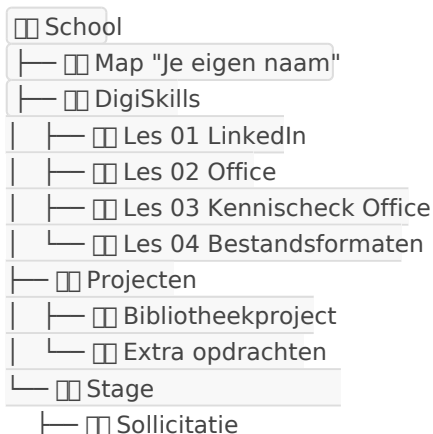 School
├── Map "Je eigen naam"
├── DigiSkills
│   ├── Les 01 LinkedIn
│   ├── Les 02 Office
│   ├── Les 03 Kennischeck Office
│   └── Les 04 Bestandsformaten
├── Projecten
│   ├── Bibliotheekproject
│   └── Extra opdrachten
└── Stage
    ├── Sollicitatie